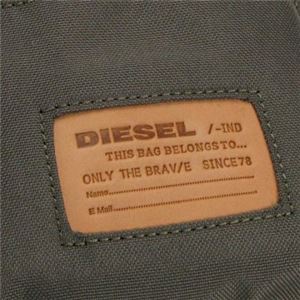 DIESEL /-IND
THIS BAG BELONGS TO...
ONLY THE BRAV/E SINCE78
Name
E Mail